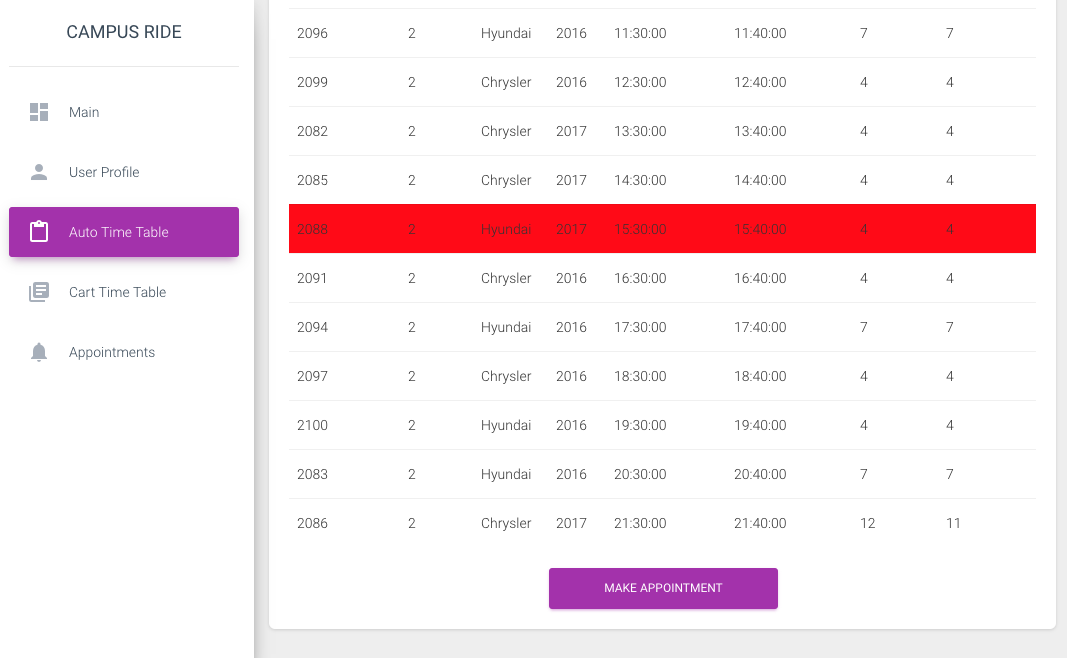 CAMPUS RIDE
Main
User Profile
Auto Time Table
Cart Time Table
Appointments
2096 2 Hyundai 2016 11:30:00 11:40:00 7 7
2099 2 Chrysler 2016 12:30:00 12:40:00 4 4
2082 2 Chrysler 2017 13:30:00 13:40:00 4 4
2085 2 Chrysler 2017 14:30:00 14:40:00 4 4
2088 2 Hyundai 2017 15:30:00 15:40:00 4 4
2091 2 Chrysler 2016 16:30:00 16:40:00 4 4
2094 2 Hyundai 2016 17:30:00 17:40:00 7 7
2097 2 Chrysler 2016 18:30:00 18:40:00 4 4
2100 2 Hyundai 2016 19:30:00 19:40:00 4 4
2083 2 Hyundai 2016 20:30:00 20:40:00 7 7
2086 2 Chrysler 2017 21:30:00 21:40:00 12 11
MAKE APPOINTMENT